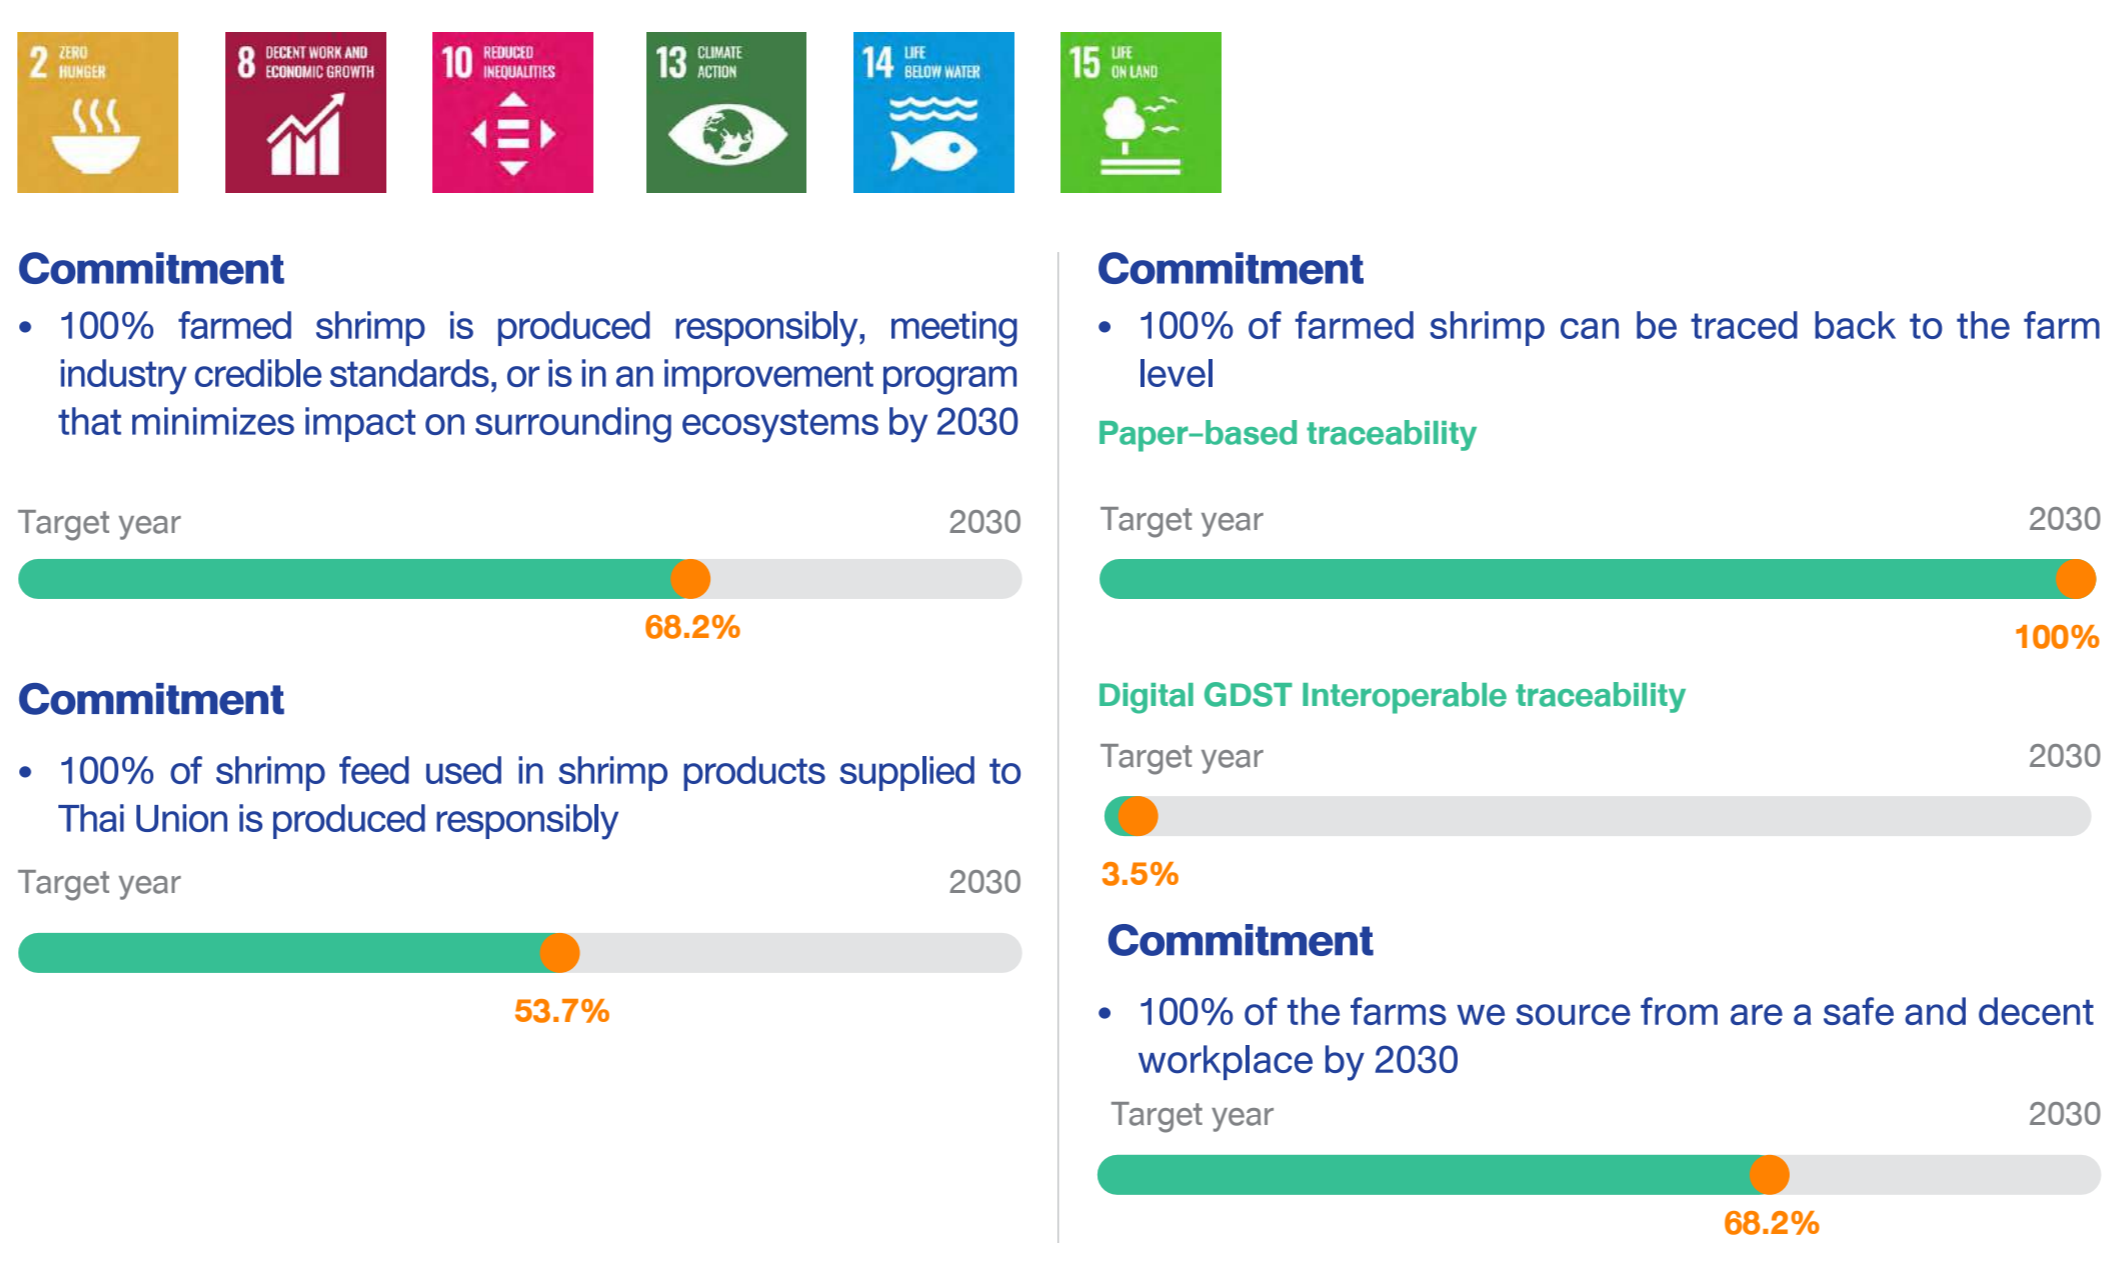 2 ZERO HUNGER
8 DECENT WORK AND ECONOMIC GROWTH
10 REDUCED INEQUALITIES
13 CLIMATE ACTION
14 LIFE BELOW WATER
15 LIFE ON LAND
Commitment
• 100% farmed shrimp is produced responsibly, meeting
industry credible standards, or is in an improvement program
that minimizes impact on surrounding ecosystems by 2030
Target year 2030
68.2%
Commitment
• 100% of shrimp feed used in shrimp products supplied to
Thai Union is produced responsibly
Target year 2030
53.7%
Commitment
• 100% of farmed shrimp can be traced back to the farm
level
Paper-based traceability
Target year 2030
100%
Digital GDST Interoperable traceability
Target year 2030
3.5%
Commitment
• 100% of the farms we source from are a safe and decent
workplace by 2030
Target year 2030
68.2%